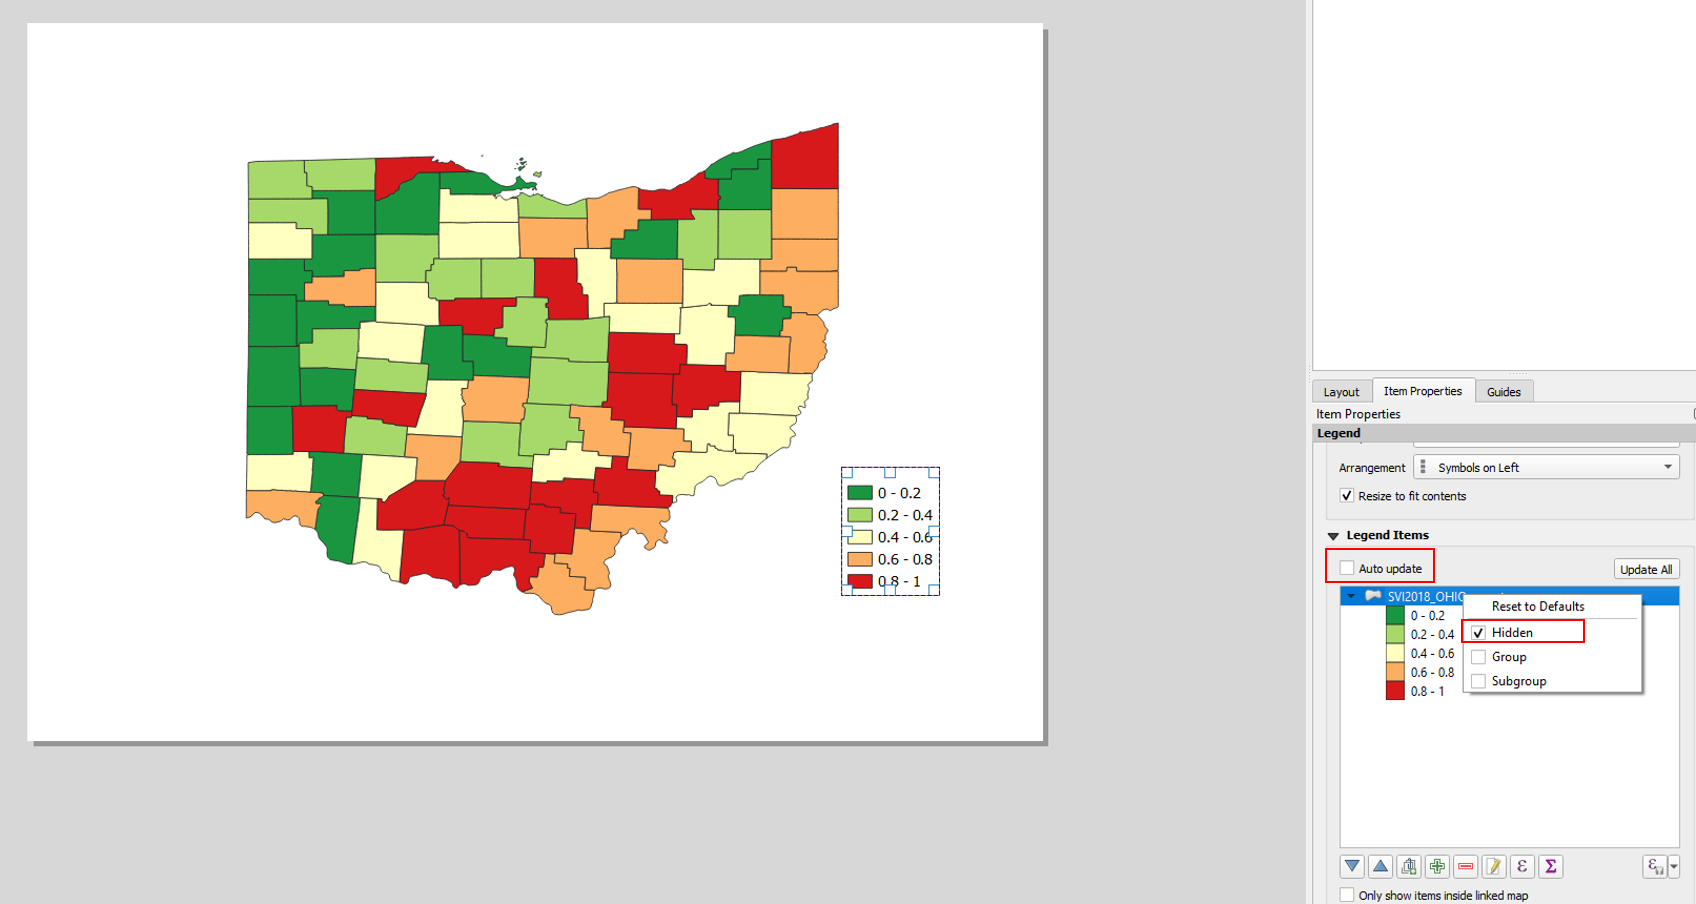 0 - 0.2
0.2 - 0.4
0.4 - 0.6
0.6 - 0.8
0.8 - 1
Layout
Item Properties
Guides
Item Properties
Legend
Arrangement
Symbols on Left
Resize to fit contents
Legend Items
Auto update
Update All
SVI2018_OHIO
Reset to Defaults
0 - 0.2
0.2 - 0.4
Hidden
0.4 - 0.6
Group
0.6 - 0.8
Subgroup
0.8 - 1
ε
Σ
ε
Only show items inside linked map